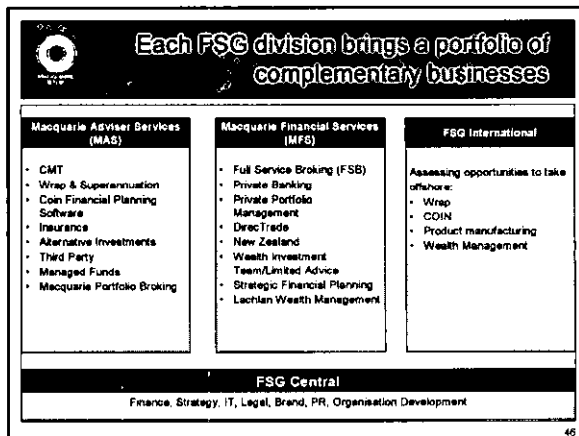 Each FSG division brings a portfolio of
complementary businesses
Macquarie Adviser Services
(MAS)
• CMT
• Wrap & Superannuation
• Coin Financial Planning
Software
• Insurance
• Alternative Investments
• Third Party
• Managed Funds
• Macquarie Portfolio Broking
Macquarie Financial Services
(MFS)
• Full Service Broking (FSB)
• Private Banking
• Private Portfolio
Management
• DirecTrade
• New Zealand
• Wealth Investment
Team/Limited Advice
• Strategic Financial Planning
• Lachlan Wealth Management
FSG International
Assessing opportunities to take
offshore:
• Wrap
• COIN
• Product manufacturing
• Wealth Management
FSG Central
Finance, Strategy, IT, Legal, Brand, PR, Organisation Development
46